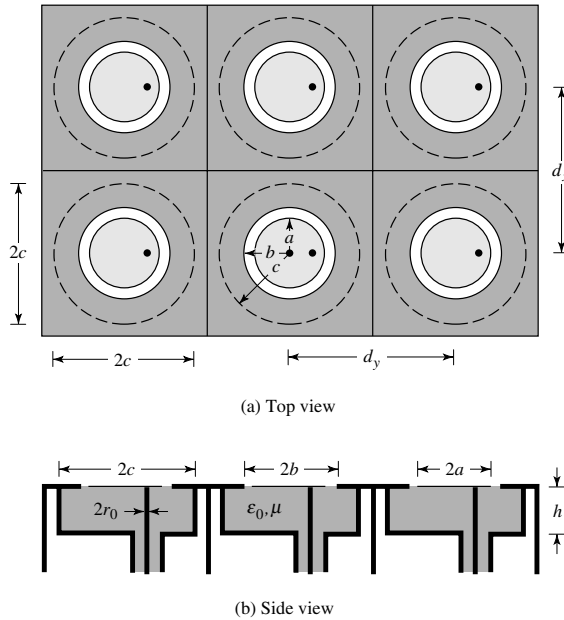 2c
a
b
c
d
2c
d_y
(a) Top view
2c
2b
2a
2r_0
ε_0, μ
h
(b) Side view